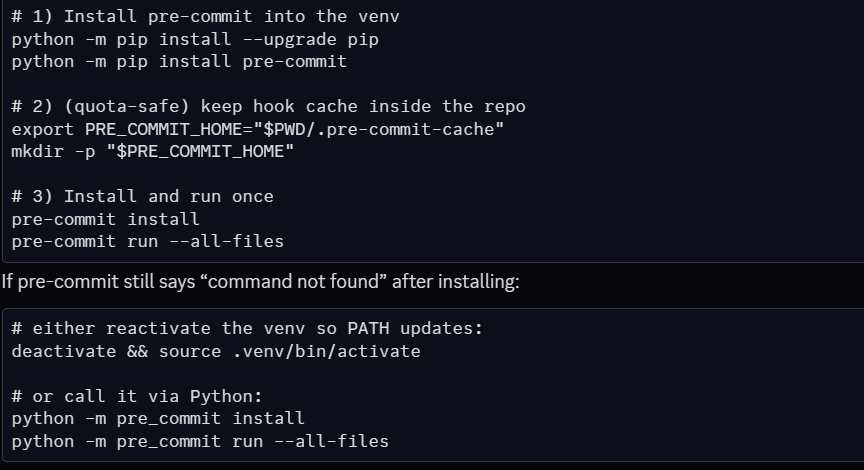 # 1) Install pre-commit into the venv
python -m pip install --upgrade pip
python -m pip install pre-commit
# 2) (quota-safe) keep hook cache inside the repo
export PRE_COMMIT_HOME="$PWD/.pre-commit-cache"
mkdir -p "$PRE_COMMIT_HOME"
# 3) Install and run once
pre-commit install
pre-commit run --all-files
If pre-commit still says “command not found” after installing:
# either reactivate the venv so PATH updates:
deactivate && source .venv/bin/activate
# or call it via Python:
python -m pre_commit install
python -m pre_commit run --all-files